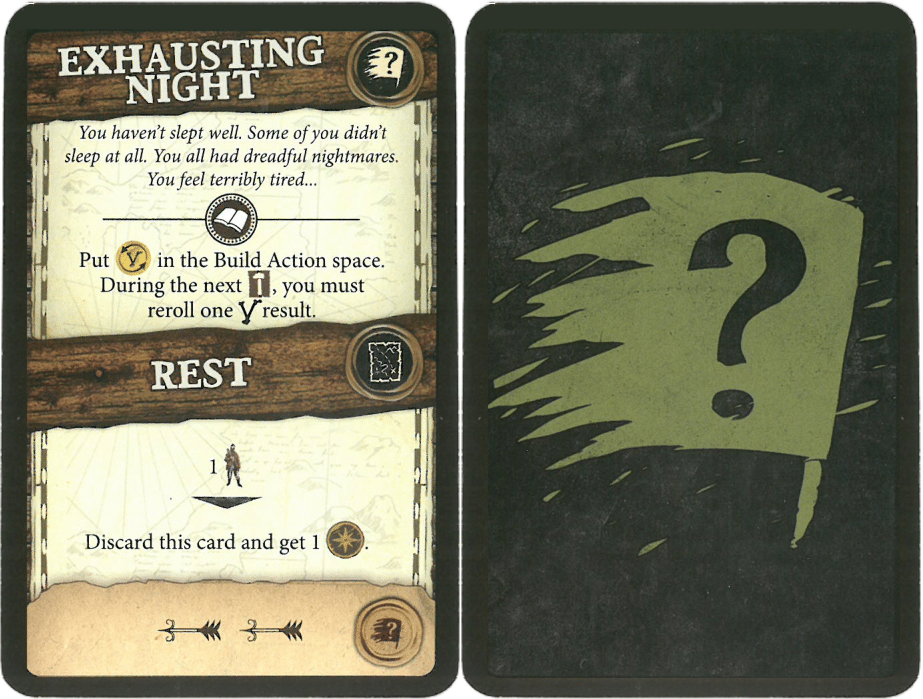 EXHAUSTING
NIGHT
?
You haven't slept well. Some of you didn't
sleep at all. You all had dreadful nightmares.
You feel terribly tired...
Put in the Build Action space.
During the next , you must
reroll one result.
REST
1
Discard this card and get 1 .
?
?